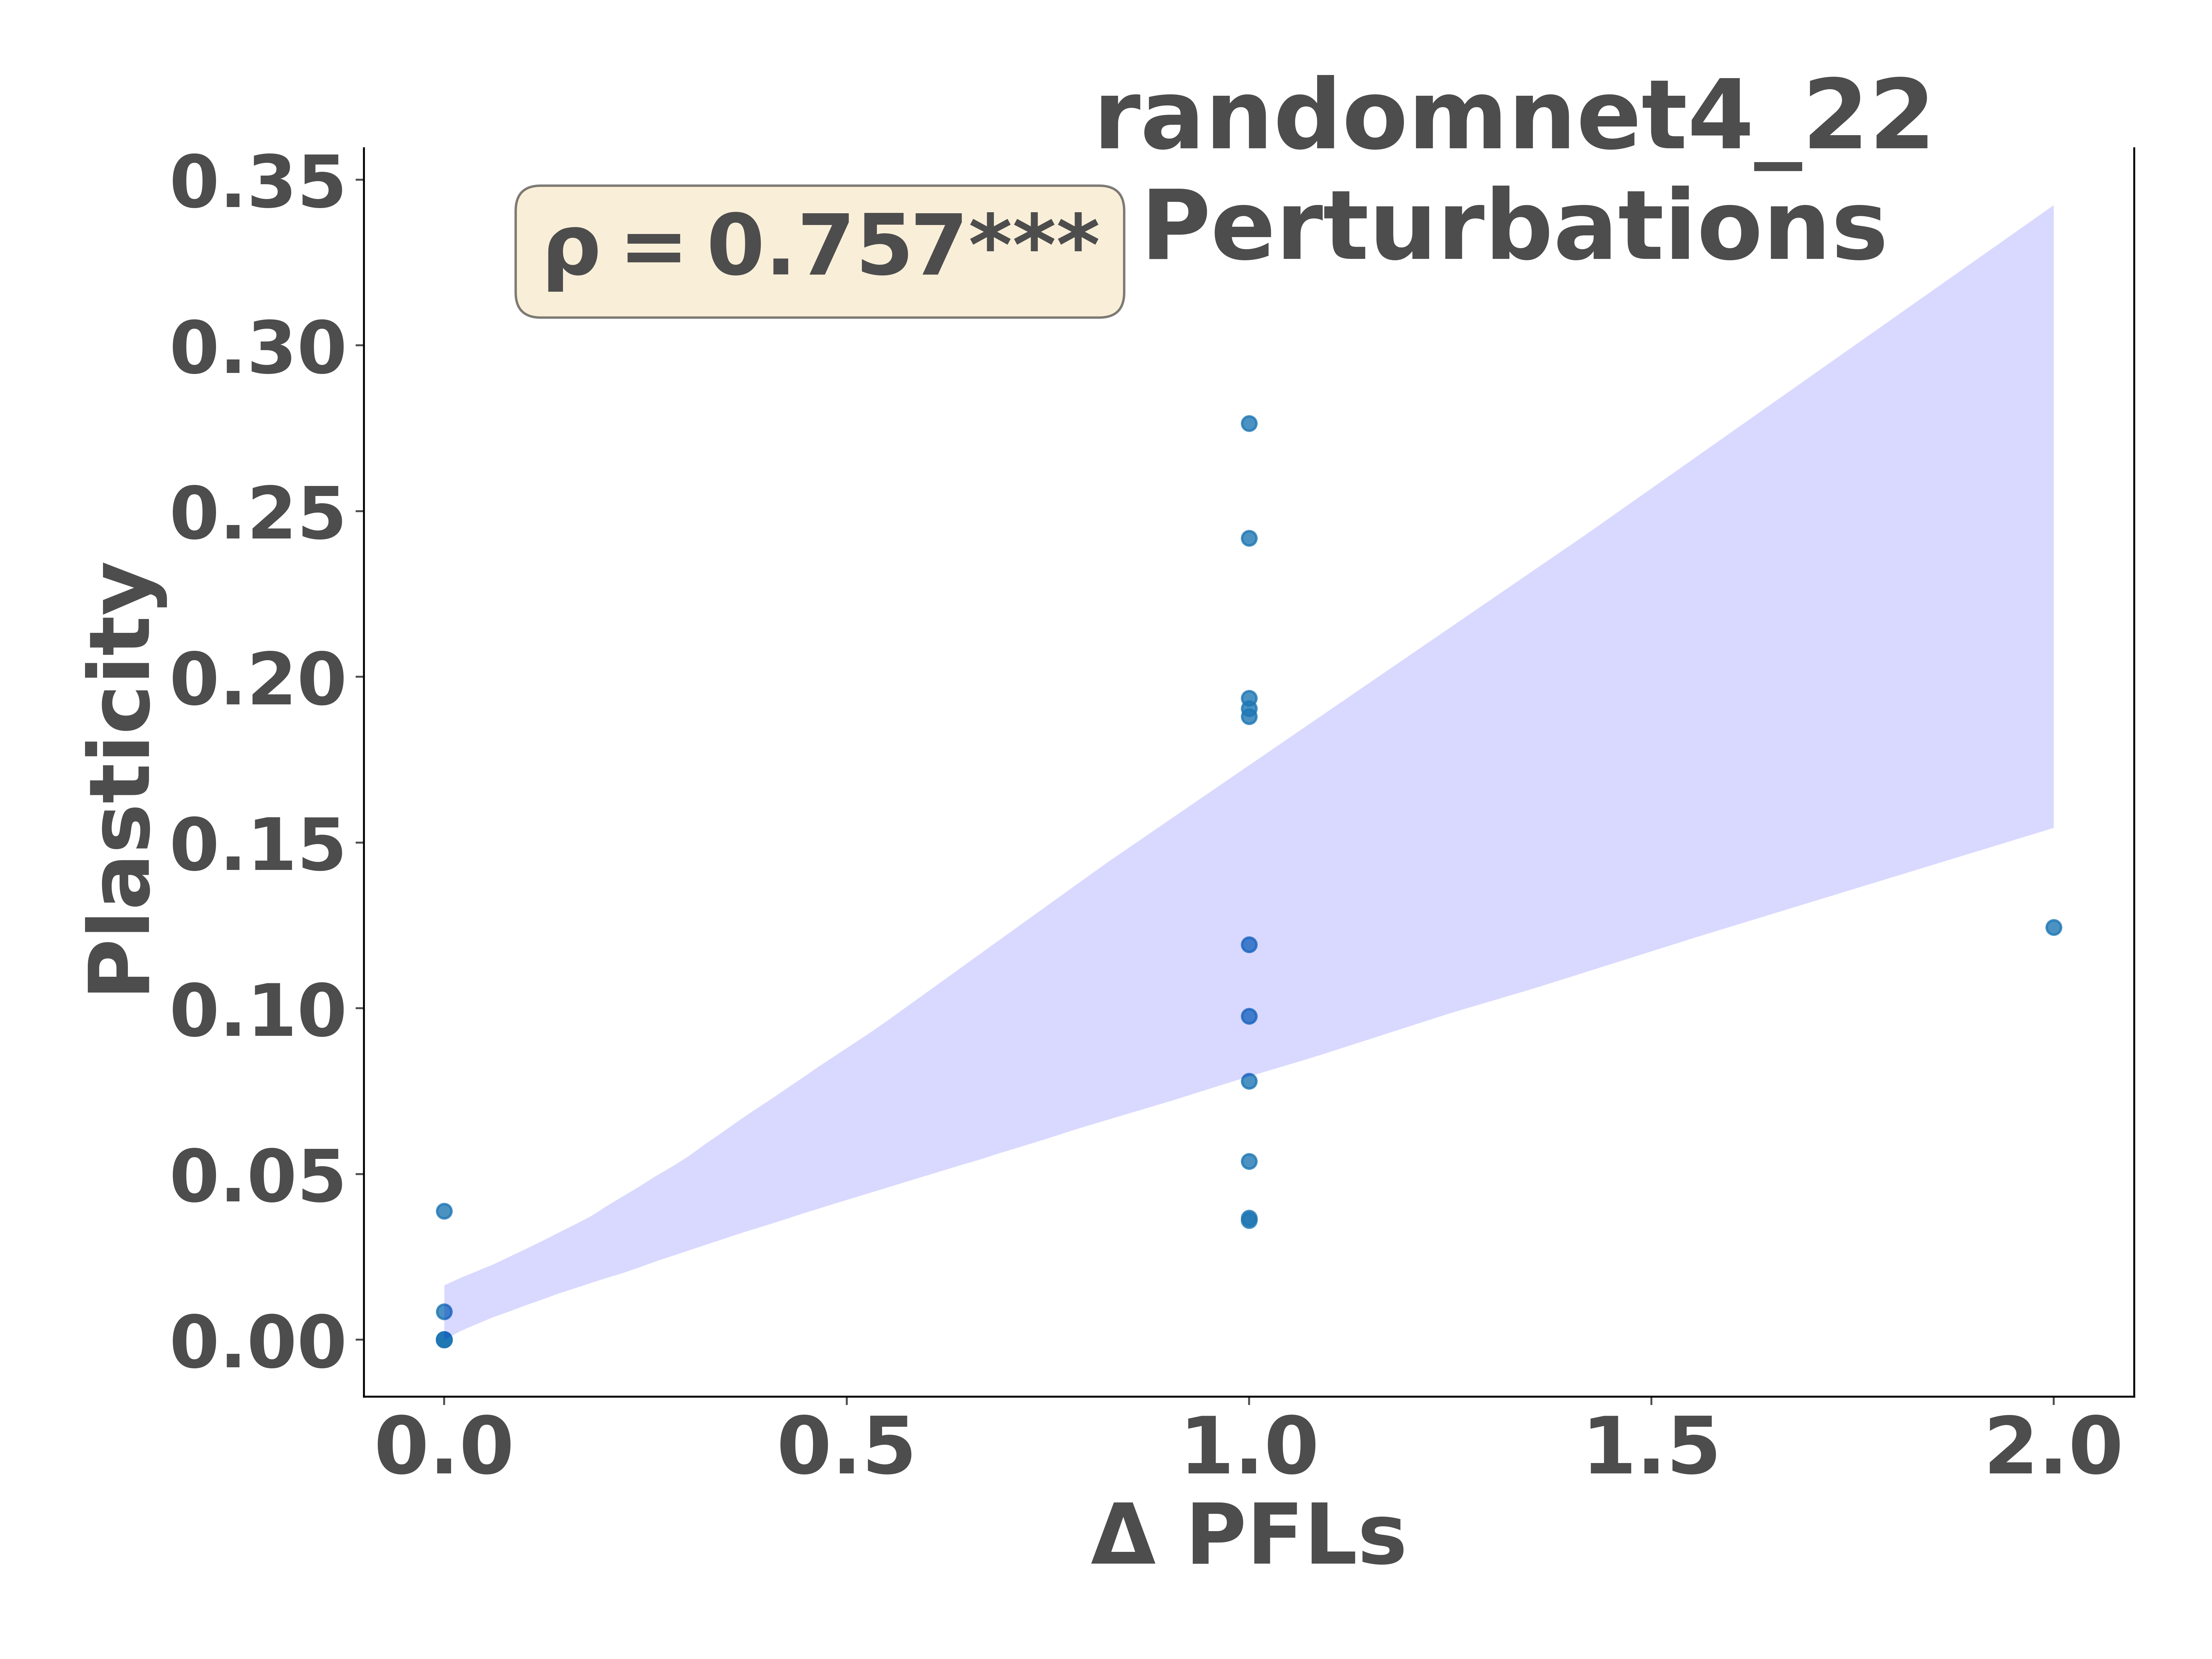 randomnet4_22
Perturbations
ρ = 0.757***
Plasticity
0.35
0.30
0.25
0.20
0.15
0.10
0.05
0.00
0.0 0.5 1.0 1.5 2.0
Δ PFLs